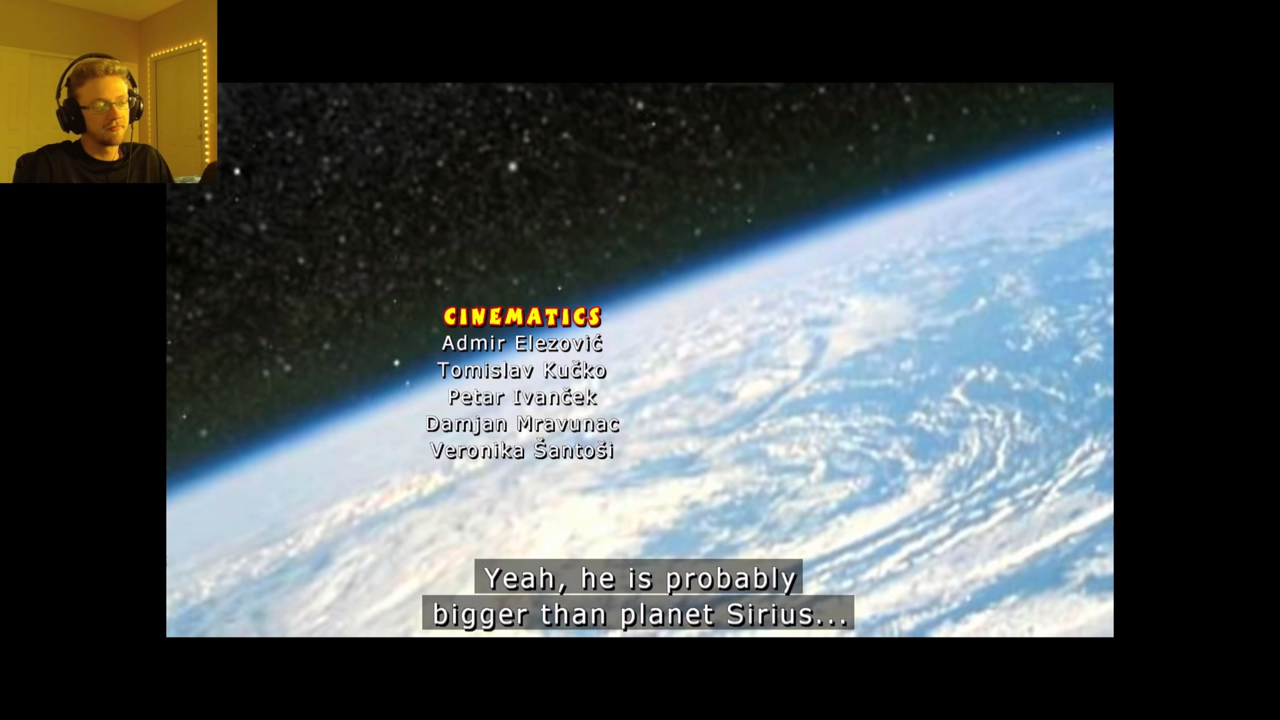 CINEMATICS
Admir Elezović
Tomislav Kučko
Petar Ivanček
Damjan Mravunac
Veronika Šantoši
Yeah, he is probably
bigger than planet Sirius...